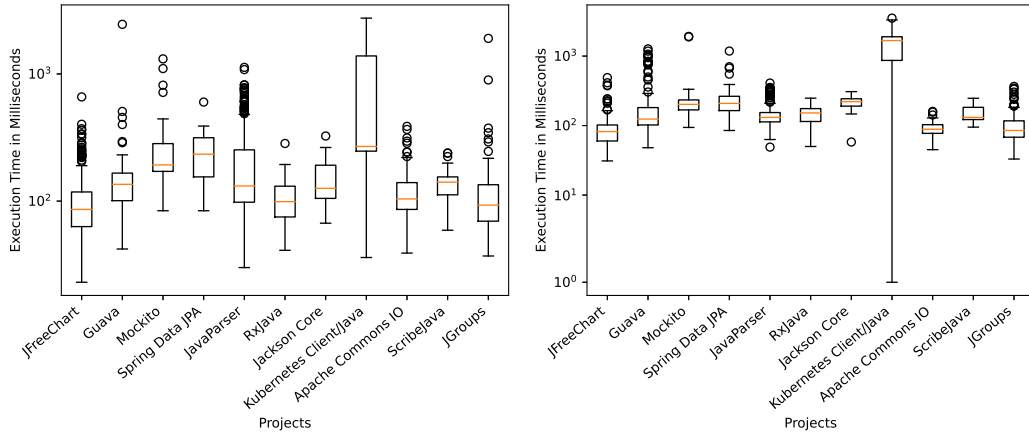 Execution Time in Milliseconds
10³
10²
JFreeChart
Guava
Mockito
Spring Data JPA
JavaParser
RxJava
Jackson Core
Kubernetes Client/Java
Apache Commons IO
ScribeJava
JGroups
Projects
Execution Time in Milliseconds
10³
10²
10¹
10⁰
JFreeChart
Guava
Mockito
Spring Data JPA
JavaParser
RxJava
Jackson Core
Kubernetes Client/Java
Apache Commons IO
ScribeJava
JGroups
Projects